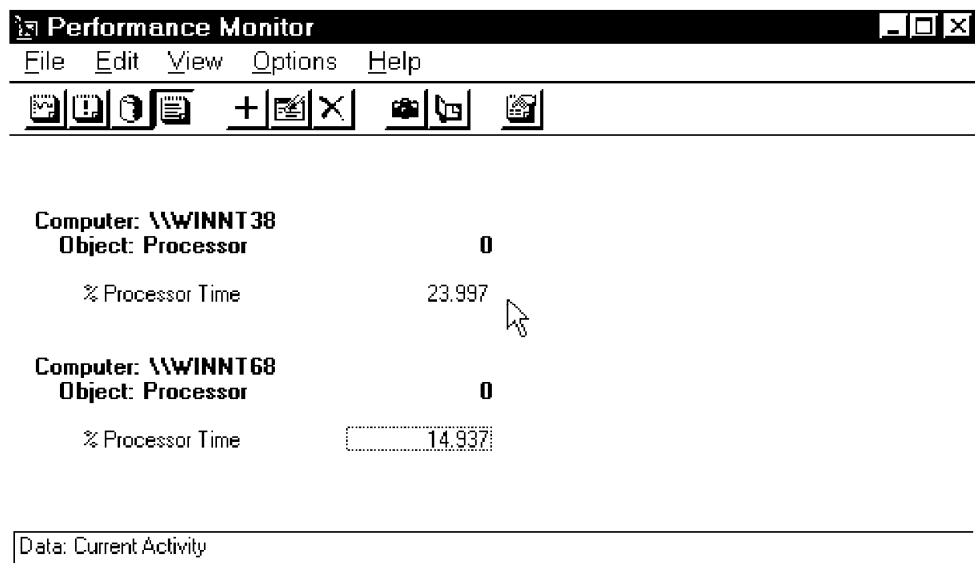 Performance Monitor
File Edit View Options Help
Computer: \\WINNT38
Object: Processor 0
% Processor Time 23.997
Computer: \\WINNT68
Object: Processor 0
% Processor Time 14.937
Data: Current Activity